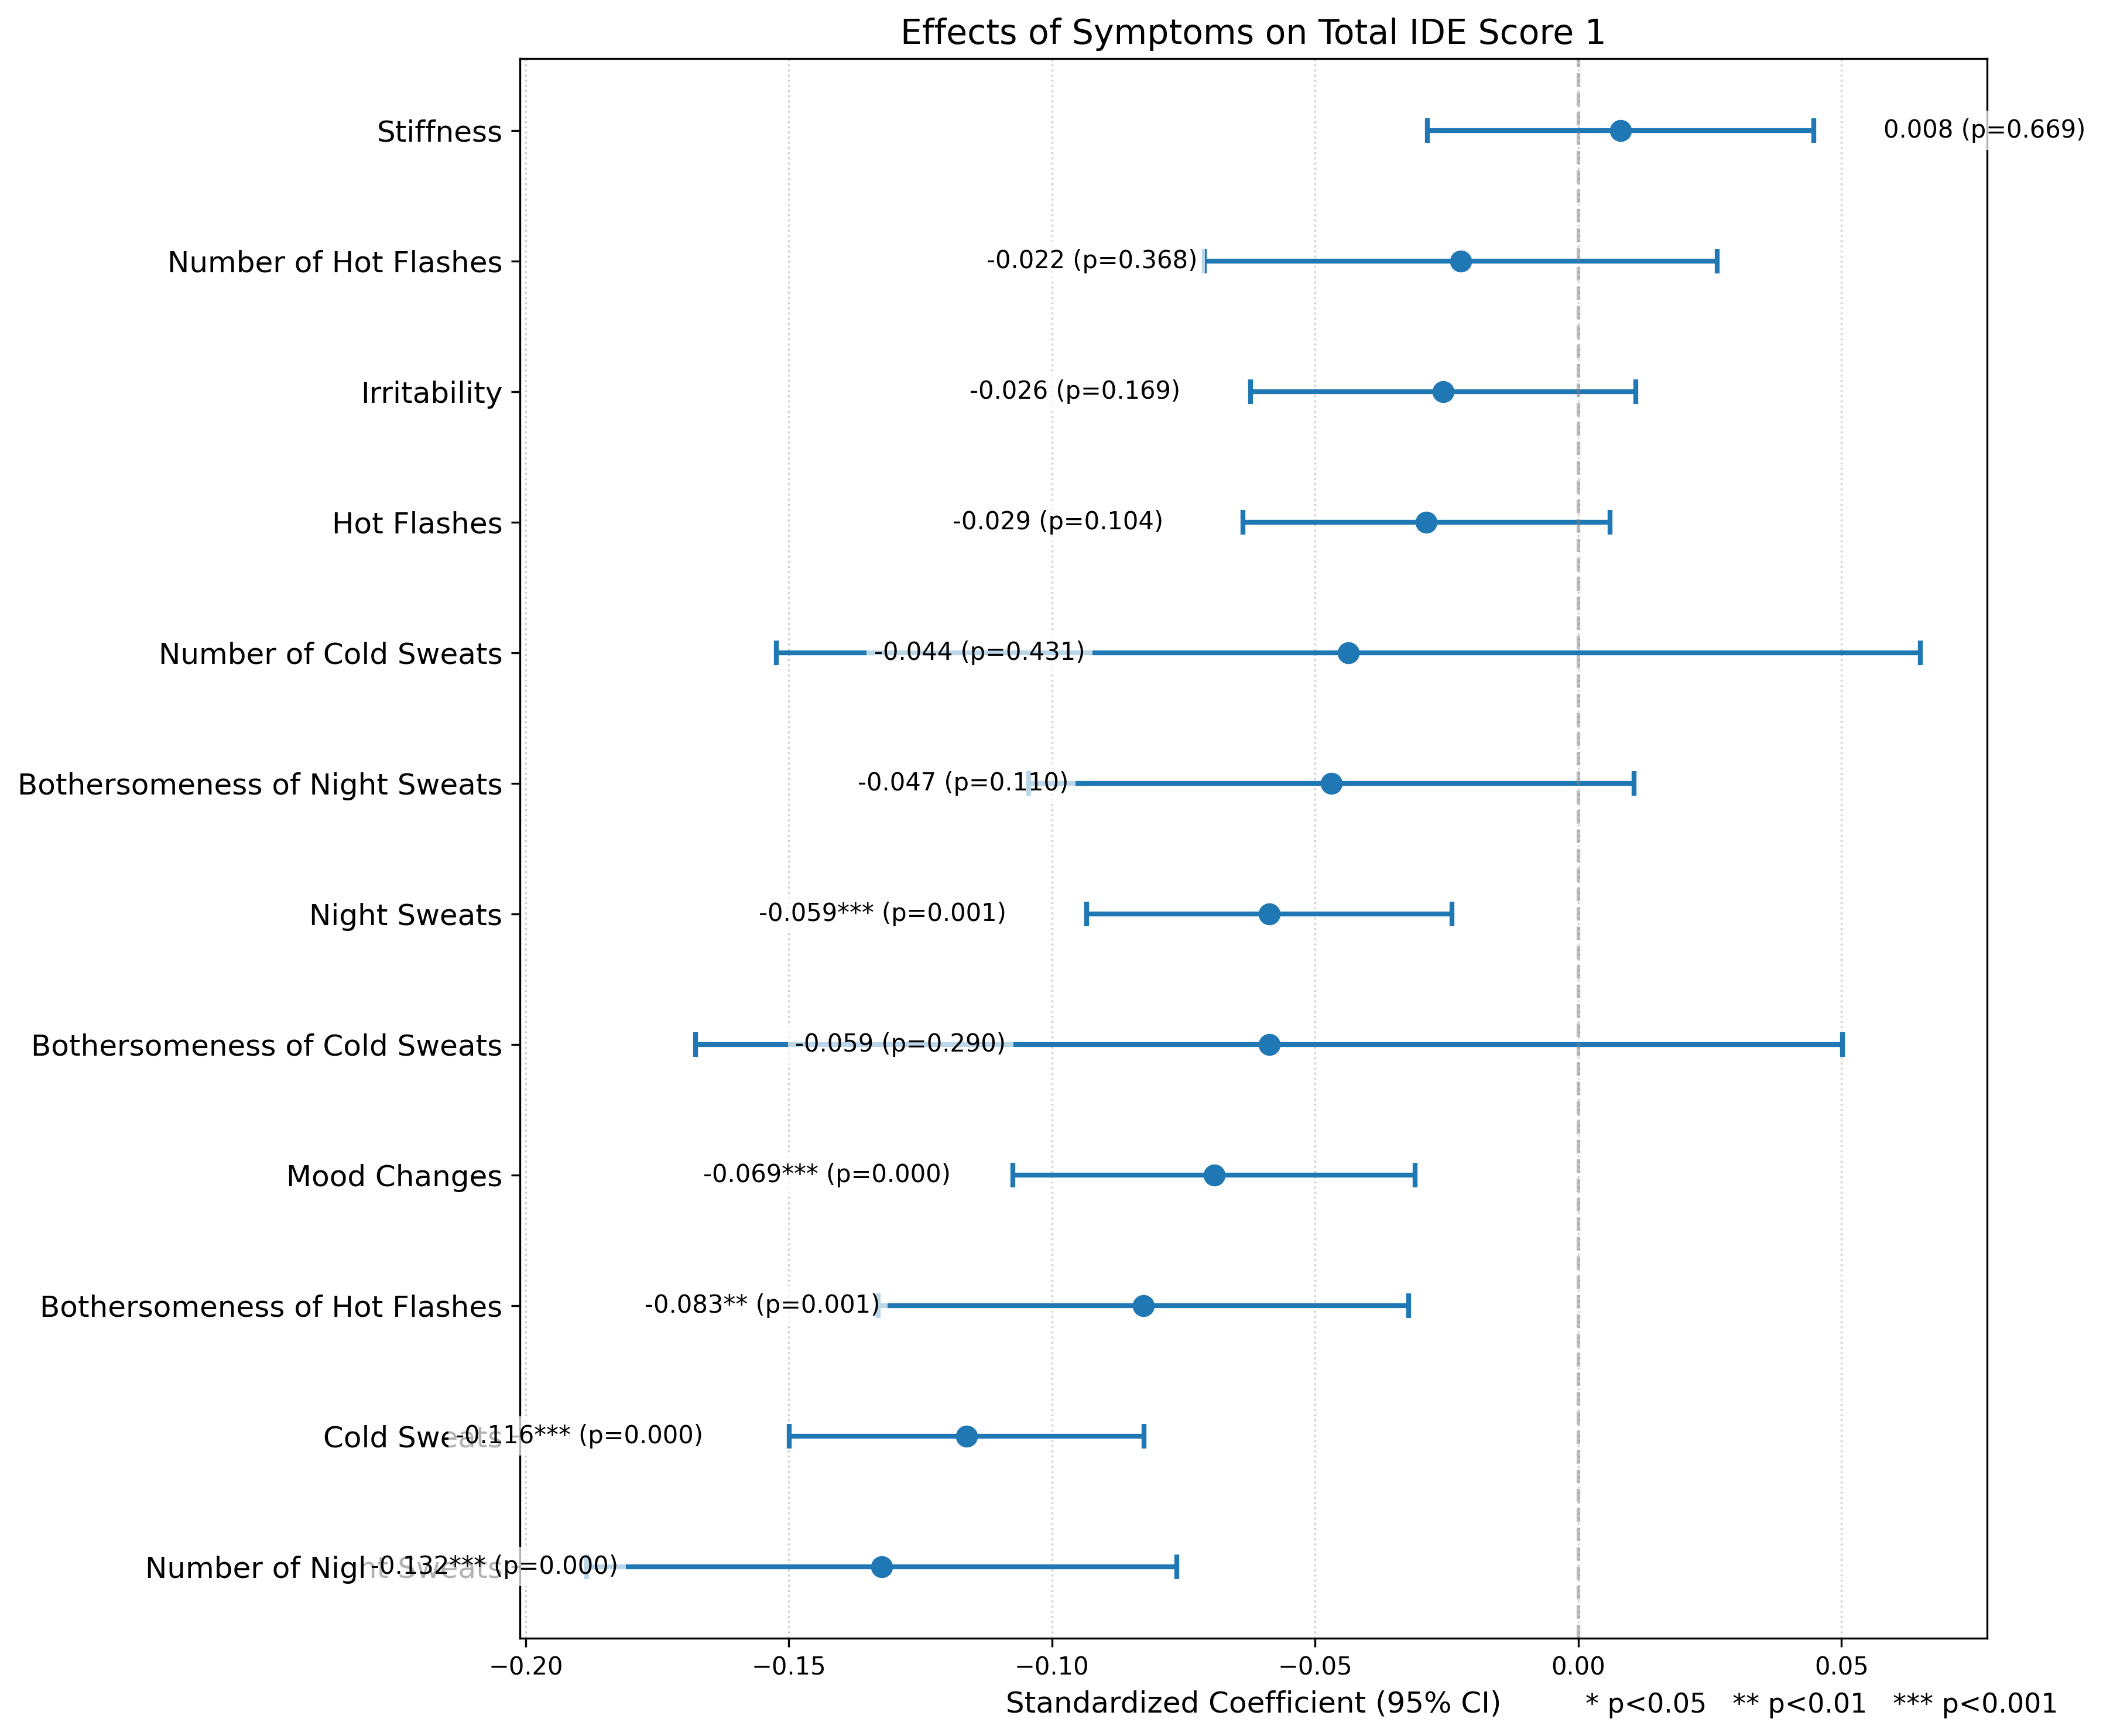 Effects of Symptoms on Total IDE Score 1
Stiffness
0.008 (p=0.669)
Number of Hot Flashes
-0.022 (p=0.368)
Irritability
-0.026 (p=0.169)
Hot Flashes
-0.029 (p=0.104)
Number of Cold Sweats
-0.044 (p=0.431)
Bothersomeness of Night Sweats
-0.047 (p=0.110)
Night Sweats
-0.059*** (p=0.001)
Bothersomeness of Cold Sweats
-0.059 (p=0.290)
Mood Changes
-0.069*** (p=0.000)
Bothersomeness of Hot Flashes
-0.083** (p=0.001)
Cold Sweats
-0.116*** (p=0.000)
Number of Night Sweats
-0.132*** (p=0.000)
−0.20 −0.15 −0.10 −0.05 0.00 0.05
Standardized Coefficient (95% CI)
* p<0.05 ** p<0.01 *** p<0.001